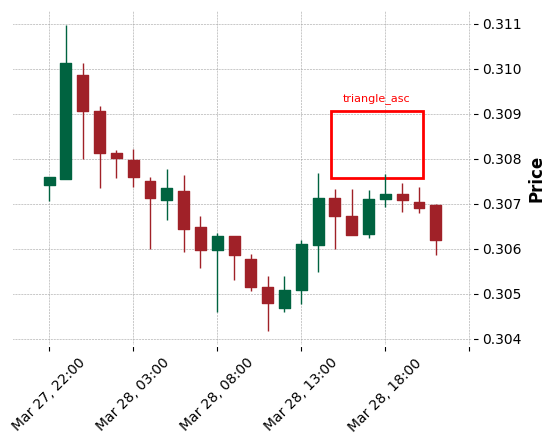 0.311
0.310
triangle_asc
0.309
0.308
0.307
0.306
0.305
0.304
Price
Mar 27, 22:00
Mar 28, 03:00
Mar 28, 08:00
Mar 28, 13:00
Mar 28, 18:00